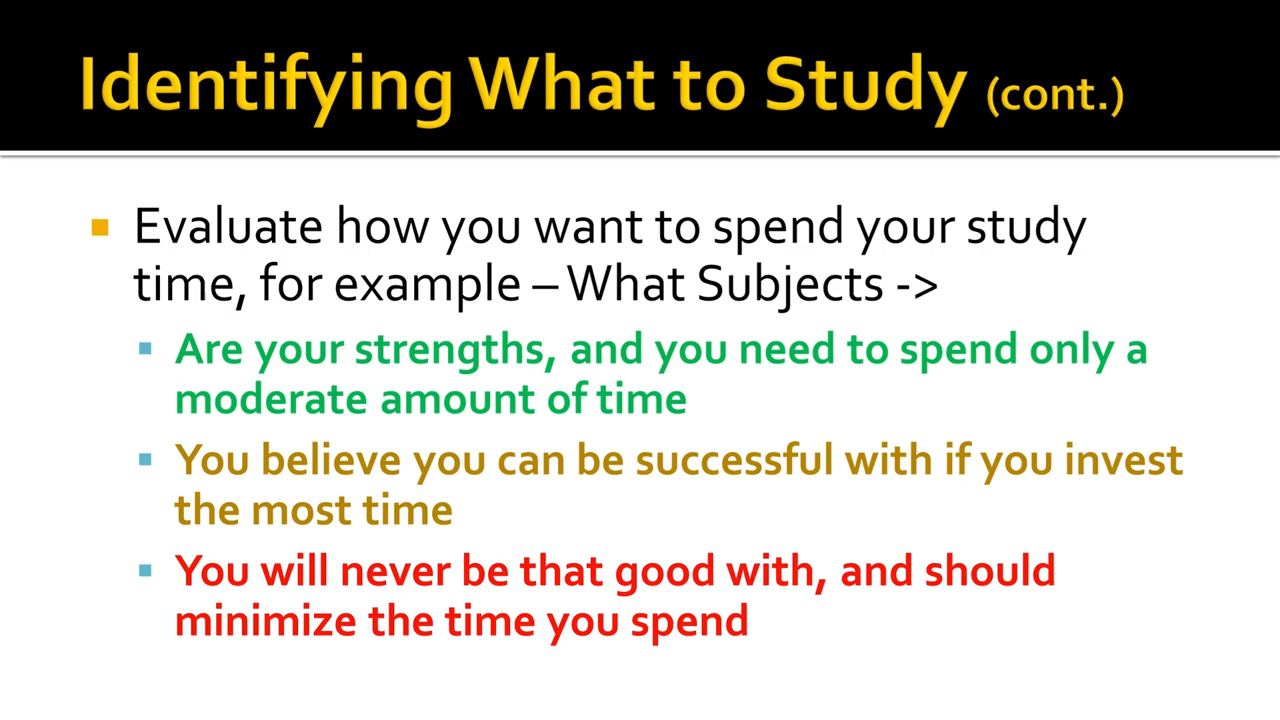 Identifying What to Study (cont.)
Evaluate how you want to spend your study
time, for example – What Subjects ->
Are your strengths, and you need to spend only a
moderate amount of time
You believe you can be successful with if you invest
the most time
You will never be that good with, and should
minimize the time you spend